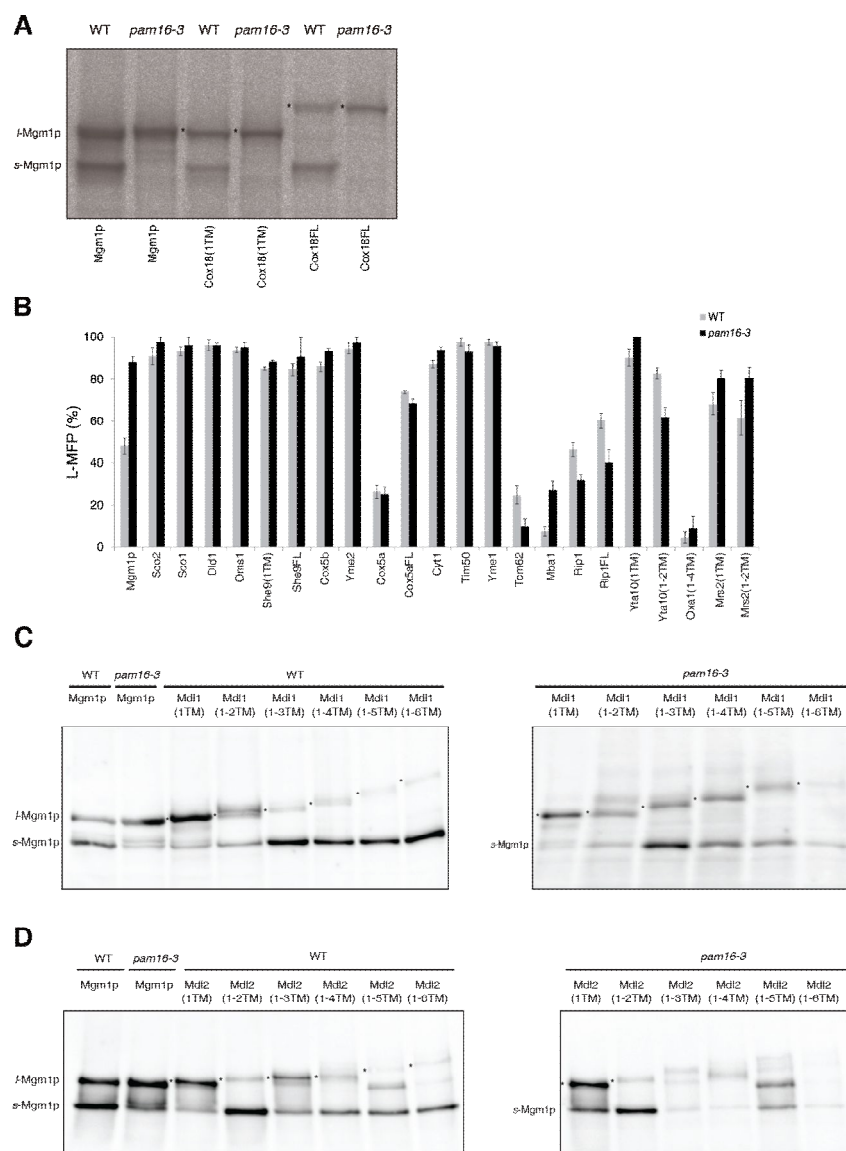 A
WT pam16-3 WT pam16-3 WT pam16-3
l-Mgm1p
s-Mgm1p
Mgm1p
Mgm1p
Cox18(1TM)
Cox18(1TM)
Cox18FL
Cox18FL
B
L-MFP (%)
100
80
60
40
20
0
WT
pam16-3
Mgm1p
Sco2
Sco1
Dld1
Oms1
She9(1TM)
She9FL
Cox5b
Yme2
Cox5a
Cox5aFL
Cyt1
Tim50
Yme1
Tcm62
Mba1
Rip1
Rip1FL
Yta10(1TM)
Yta10(1-2TM)
Oxa1(1-4TM)
Mrs2(1TM)
Mrs2(1-2TM)
C
WT pam16-3 WT
Mgm1p Mgm1p Mdl1 Mdl1 Mdl1 Mdl1 Mdl1 Mdl1
(1TM) (1-2TM) (1-3TM) (1-4TM) (1-5TM) (1-6TM)
l-Mgm1p
s-Mgm1p
pam16-3
Mdl1 Mdl1 Mdl1 Mdl1 Mdl1 Mdl1
(1TM) (1-2TM) (1-3TM) (1-4TM) (1-5TM) (1-6TM)
s-Mgm1p
D
WT pam16-3 WT
Mgm1p Mgm1p Mdl2 Mdl2 Mdl2 Mdl2 Mdl2 Mdl2
(1TM) (1-2TM) (1-3TM) (1-4TM) (1-5TM) (1-6TM)
l-Mgm1p
s-Mgm1p
pam16-3
Mdl2 Mdl2 Mdl2 Mdl2 Mdl2 Mdl2
(1TM) (1-2TM) (1-3TM) (1-4TM) (1-5TM) (1-6TM)
s-Mgm1p